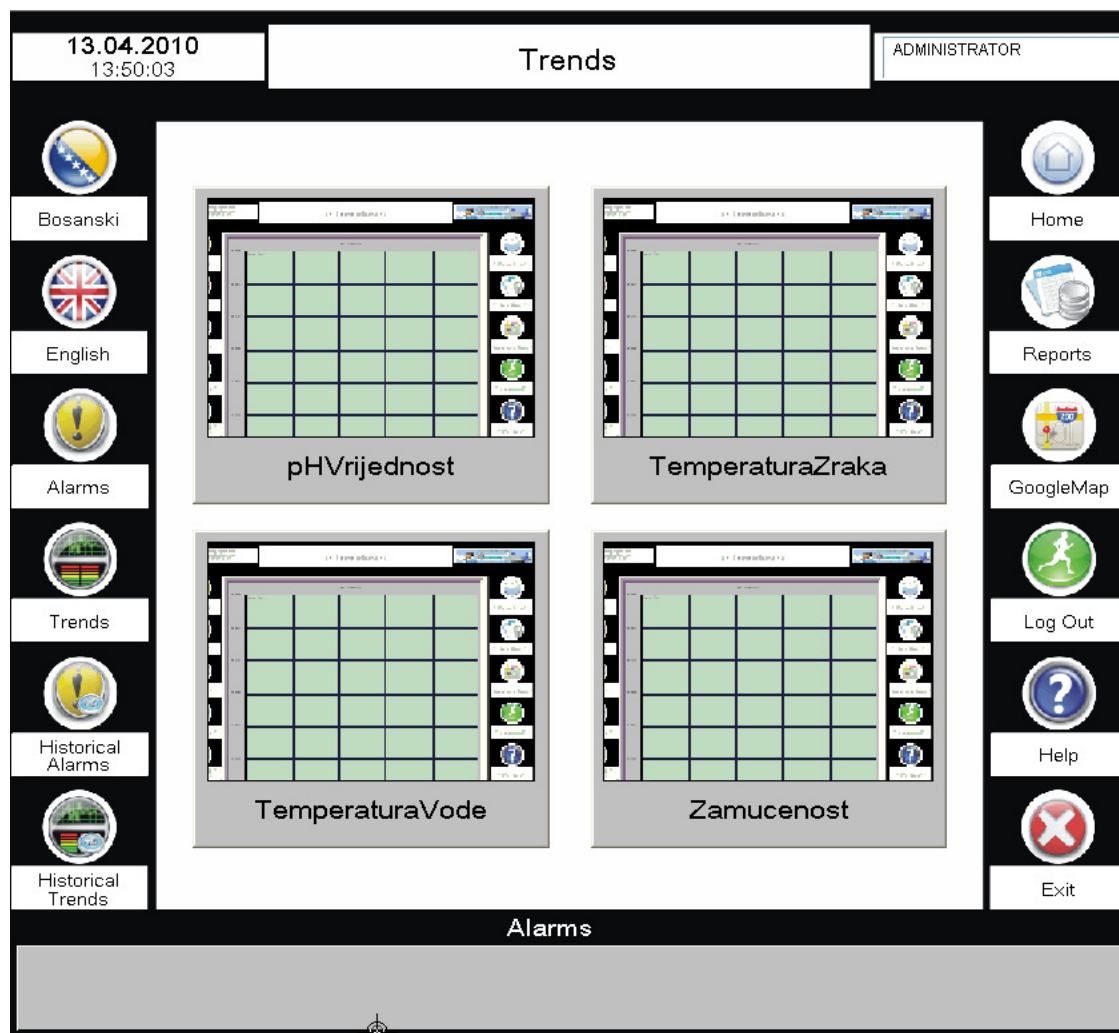 13.04.2010
13:50:03
Trends
ADMINISTRATOR
Bosanski
English
Alarms
Trends
Historical
Alarms
Historical
Trends
pHVrijednost
TemperaturaZraka
TemperaturaVode
Zamucenost
Home
Reports
GoogleMap
Log Out
Help
Exit
Alarms